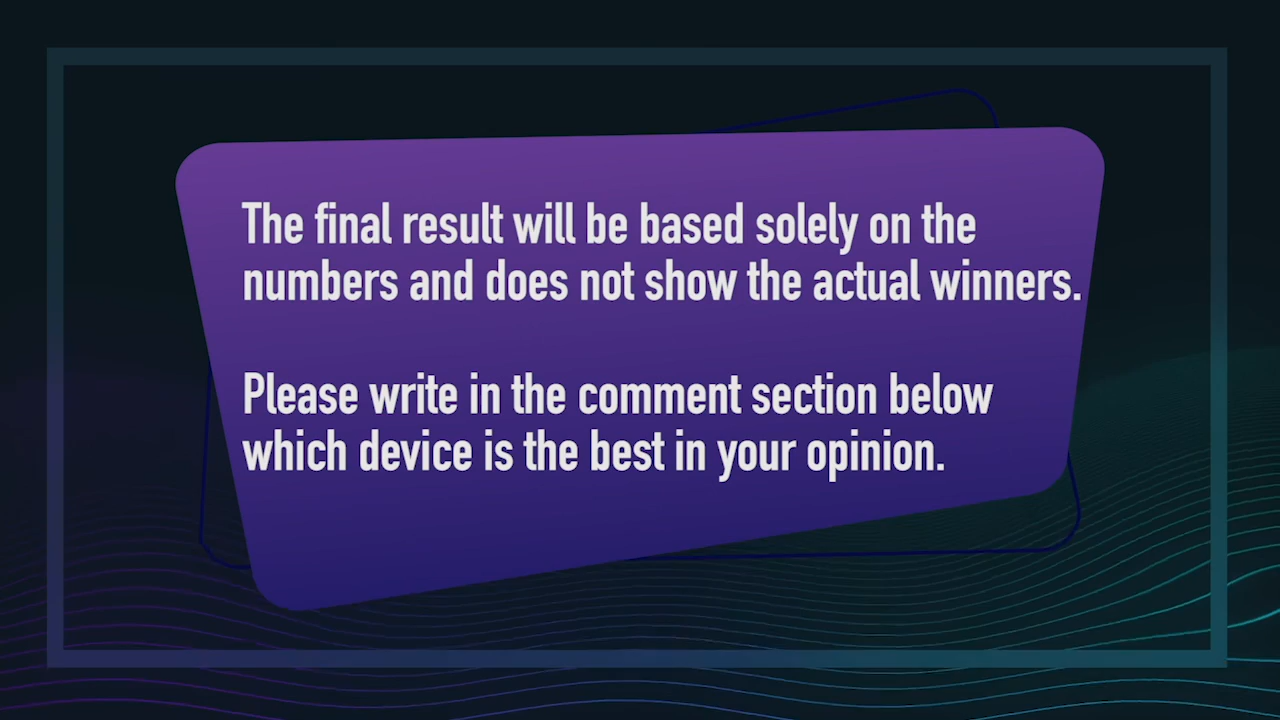 The final result will be based solely on the
numbers and does not show the actual winners.
Please write in the comment section below
which device is the best in your opinion.